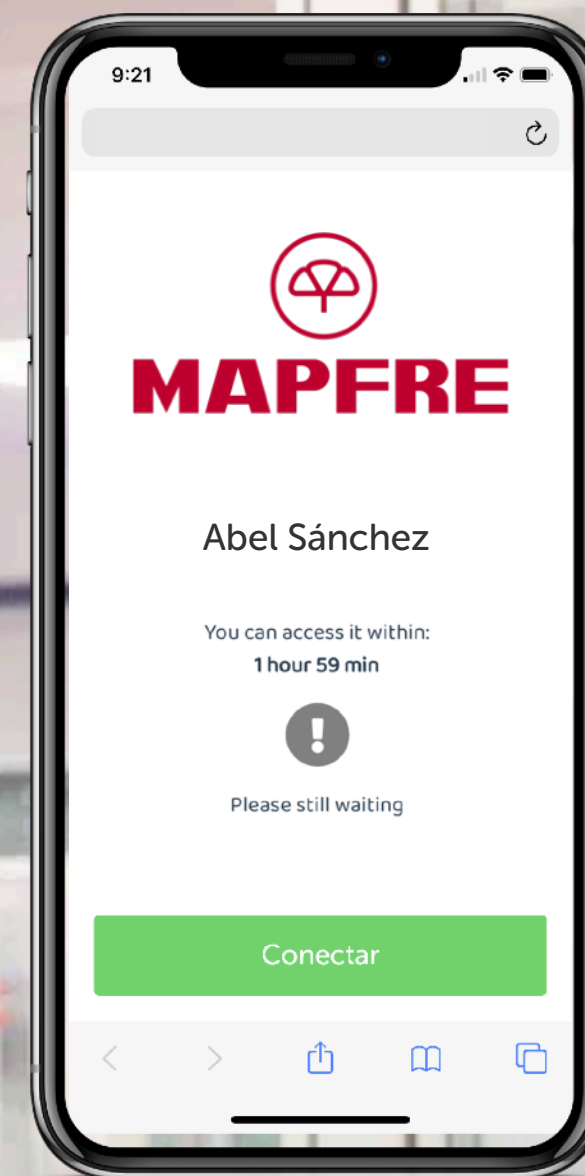 9:21
MAPFRE
Abel Sánchez
You can access it within:
1 hour 59 min
!
Please still waiting
Conectar